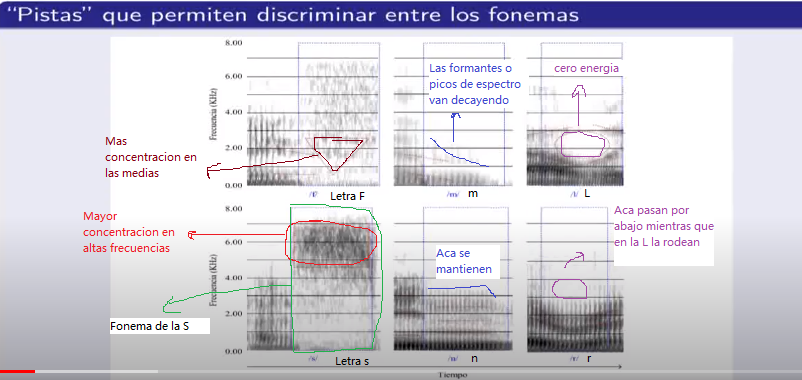 “Pistas” que permiten discriminar entre los fonemas
8.00
6.00
4.00
2.00
0.00
Frecuencia (KHz)
Mas
concentracion en
las medias
Las formantes o
picos de espectro
van decayendo
cero energia
/f/
Letra F
/m/
m
/l/
L
8.00
6.00
4.00
2.00
0.00
Frecuencia (KHz)
Mayor
concentracion en
altas frecuencias
Fonema de la S
Aca se
mantienen
Aca pasan por
abajo mientras que
en la L la rodean
/s/
Letra s
/n/
n
/r/
r
Tiempo